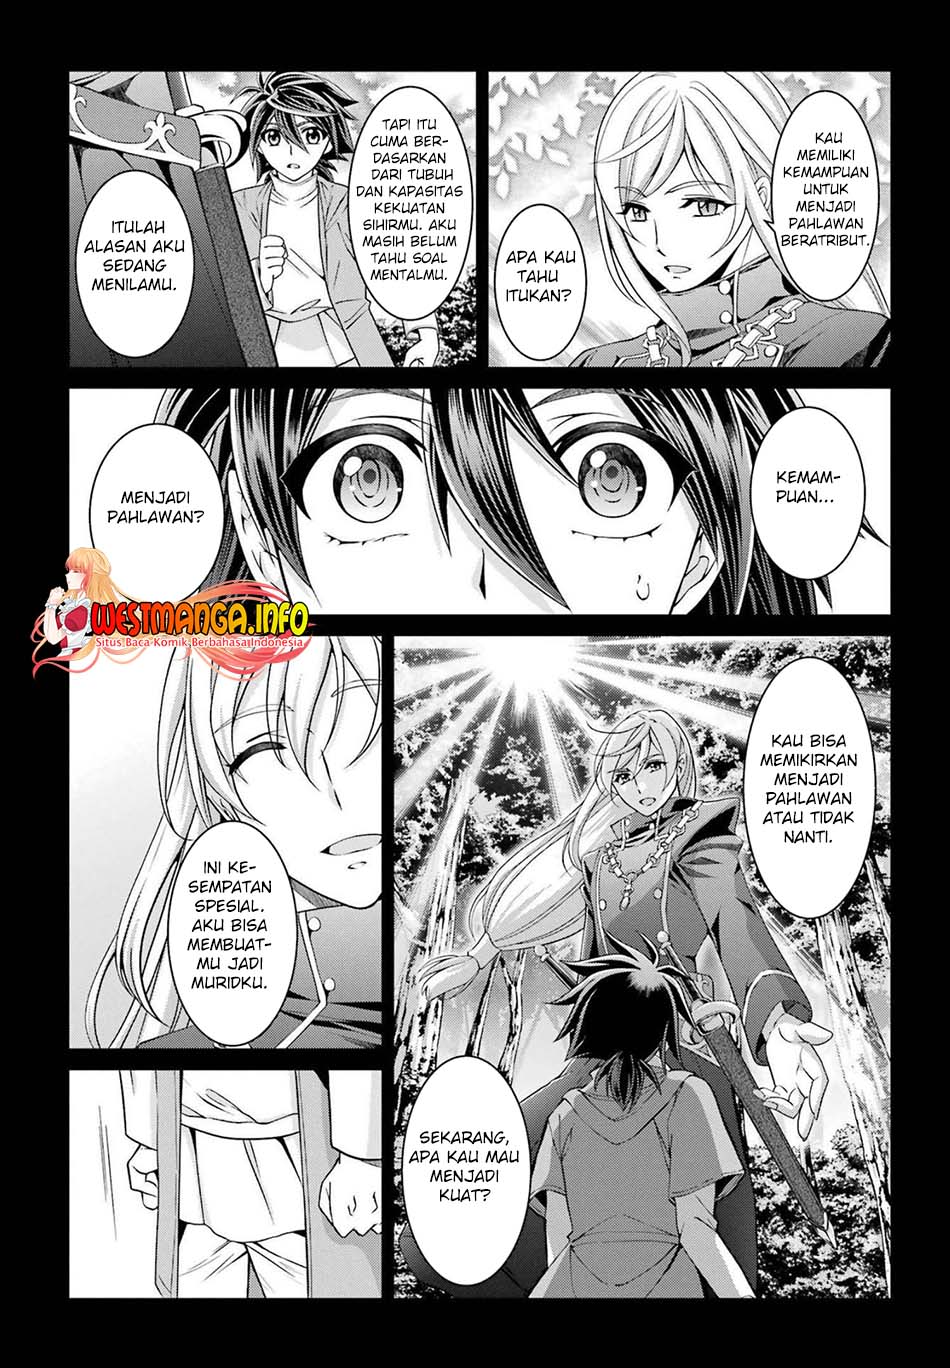 KAU
MEMILIKI
KEMAMPUAN
UNTUK
MENJADI
PAHLAWAN
BERATRIBUT.
APA KAU
TAHU
ITUKAN?
TAPI ITU
CUMA BER-
DASARKAN
DARI TUBUH
DAN KAPASITAS
KEKUATAN
SIHIRMU. AKU
MASIH BELUM
TAHU SOAL
MENTALMU.
ITULAH
ALASAN AKU
SEDANG
MENILAMU.
KEMAM-
PUAN...
MENJADI
PAHLAWAN?
WESTMANGA.INFO
Situs Baca Komik Berbahasa Indonesia
KAU BISA
MEMIKIRKAN
MENJADI
PAHLAWAN
ATAU TIDAK
NANTI.
INI KE-
SEMPATAN
SPESIAL.
AKU BISA
MEMBUAT-
MU JADI
MURIDKU.
SEKARANG,
APA KAU MAU
MENJADI
KUAT?